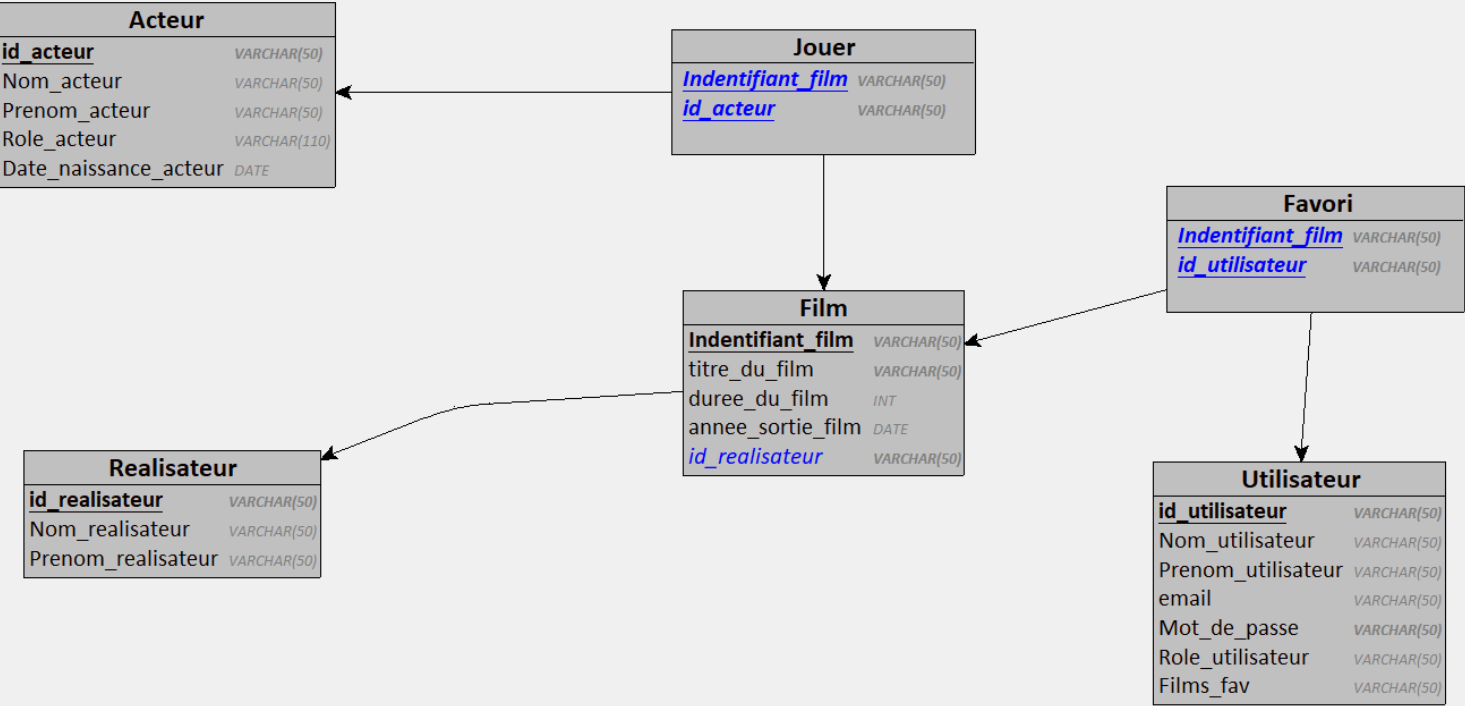 Acteur
id_acteur VARCHAR(50)
Nom_acteur VARCHAR(50)
Prenom_acteur VARCHAR(50)
Role_acteur VARCHAR(110)
Date_naissance_acteur DATE
Jouer
Indentifiant_film VARCHAR(50)
id_acteur VARCHAR(50)
Favori
Indentifiant_film VARCHAR(50)
id_utilisateur VARCHAR(50)
Film
Indentifiant_film VARCHAR(50)
titre_du_film VARCHAR(50)
duree_du_film INT
annee_sortie_film DATE
id_realisateur VARCHAR(50)
Realisateur
id_realisateur VARCHAR(50)
Nom_realisateur VARCHAR(50)
Prenom_realisateur VARCHAR(50)
Utilisateur
id_utilisateur VARCHAR(50)
Nom_utilisateur VARCHAR(50)
Prenom_utilisateur VARCHAR(50)
email VARCHAR(50)
Mot_de_passe VARCHAR(50)
Role_utilisateur VARCHAR(50)
Films_fav VARCHAR(50)